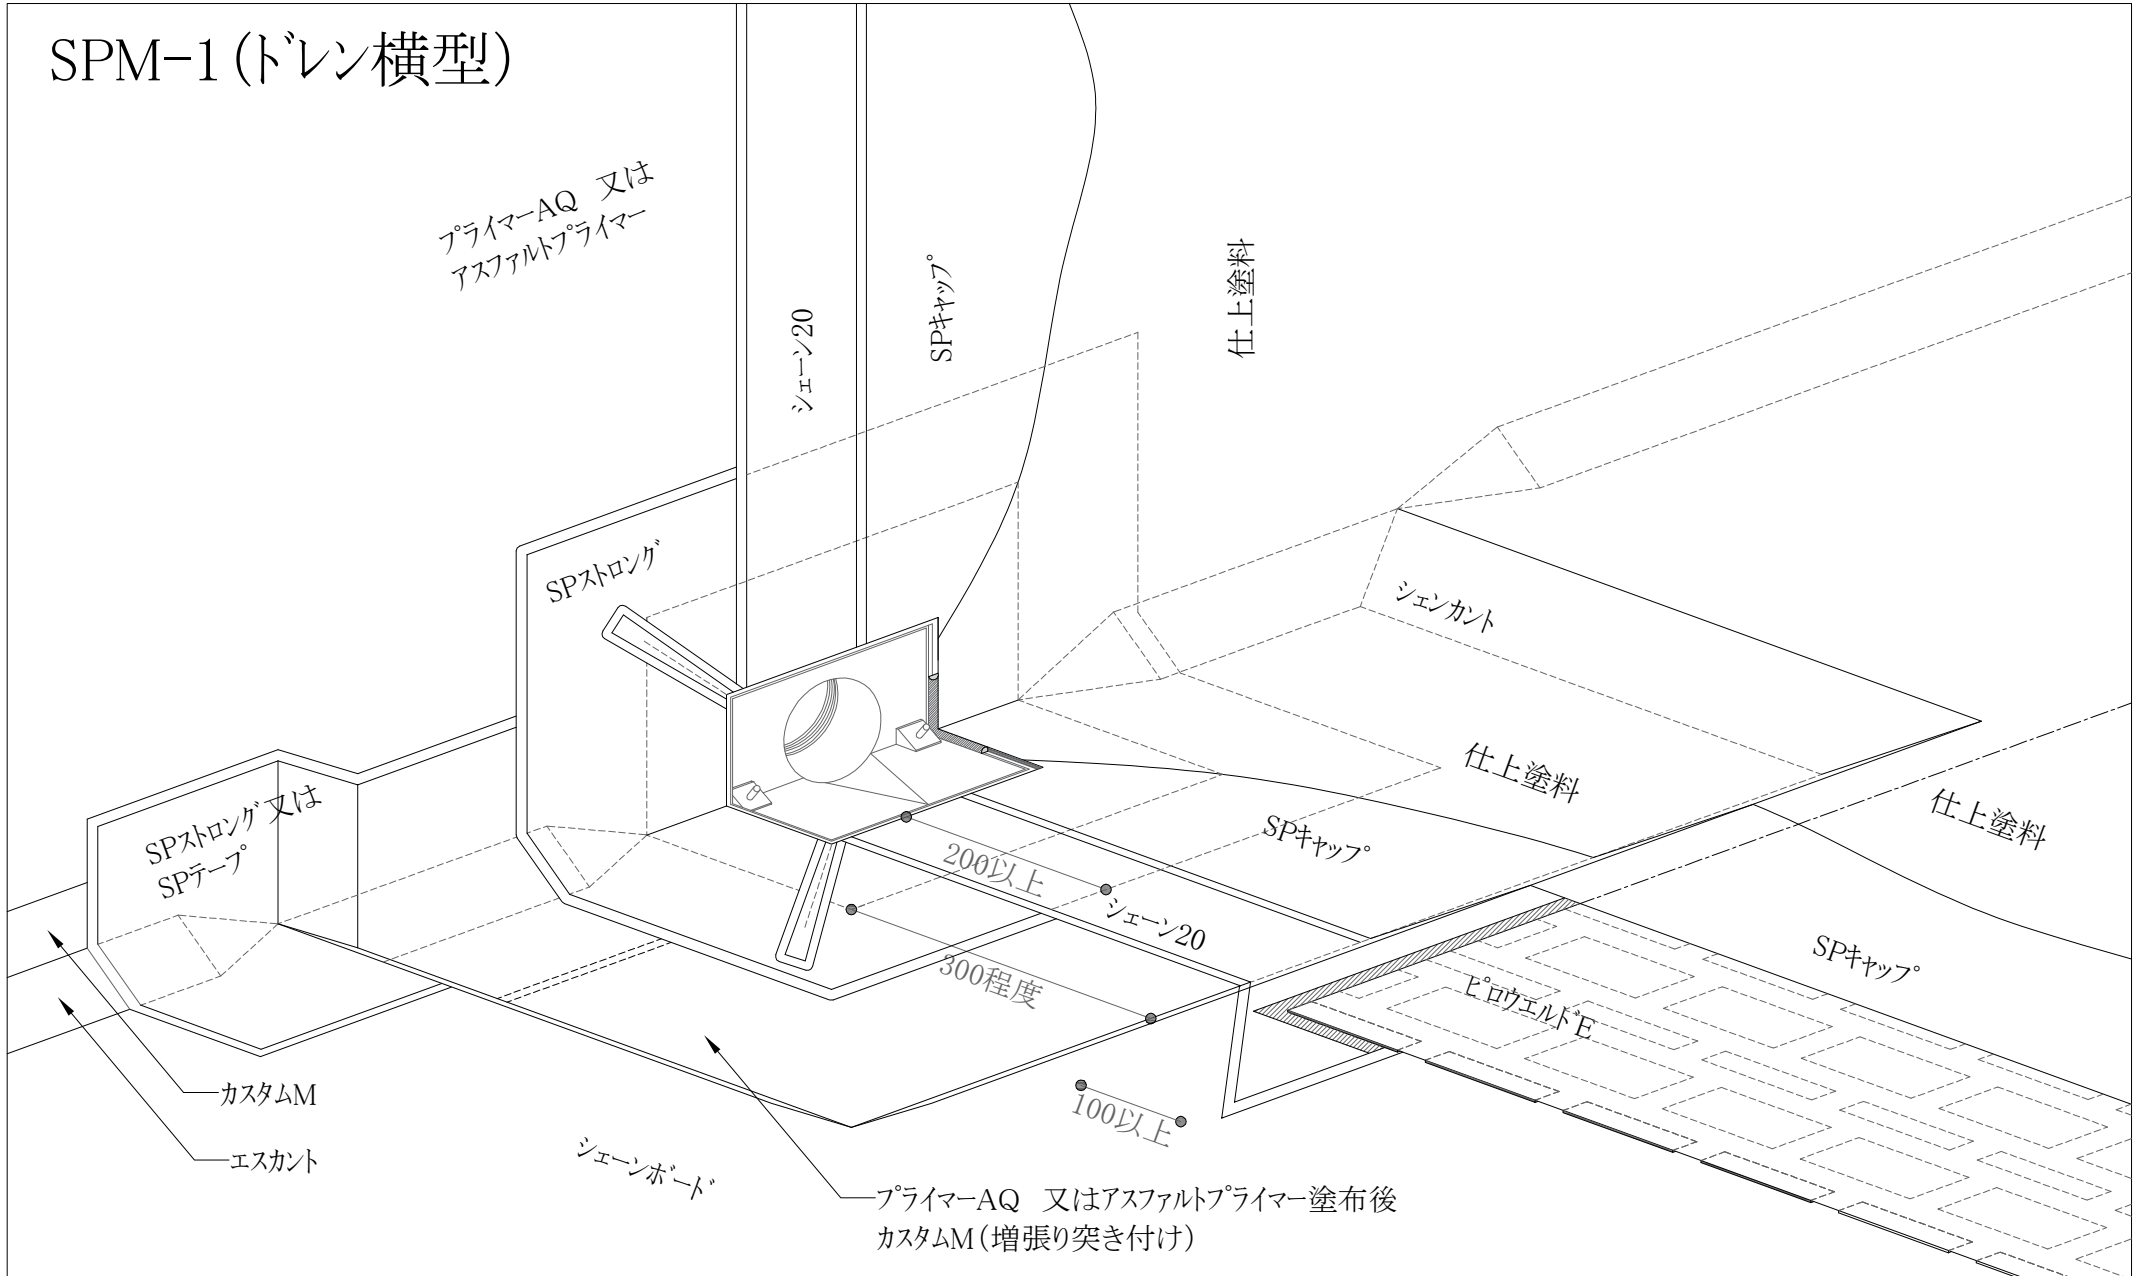 SPM-1(ドレン横型)
プライマーAQ 又は
アスファルトプライマー
シェーン20
SPキャップ
仕上塗料
SPストロング
シェンカント
SPストロング又は
SPテープ
仕上塗料
仕上塗料
SPキャップ
200以上
シェーン20
300程度
SPキャップ
ピロウエルドE
カスタムM
100以上
エスカント
シェーンボード
プライマーAQ 又はアスファルトプライマー塗布後
カスタムM(増張り突き付け)